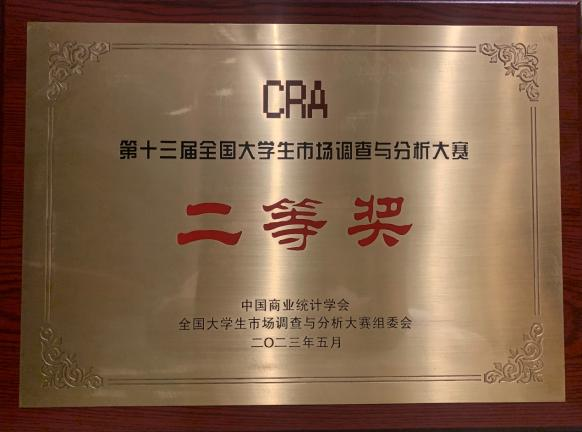 CRA
第十三届全国大学生市场调查与分析大赛
二等奖
中国商业统计学会
全国大学生市场调查与分析大赛组委会
二〇二三年五月